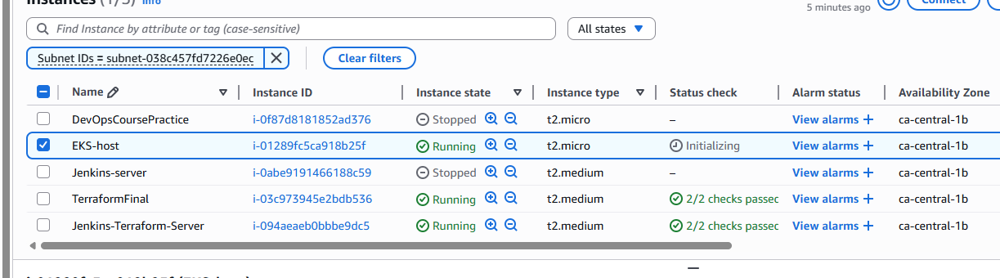 Instances (1/5) Info
5 minutes ago
Connect
Find Instance by attribute or tag (case-sensitive)
All states
Subnet IDs = subnet-038c457fd7226e0ec
Clear filters
Name Instance ID Instance state Instance type Status check Alarm status Availability Zone
DevOpsCoursePractice i-0f87d8181852ad376 Stopped t2.micro – View alarms + ca-central-1b
EKS-host i-01289fc5ca918b25f Running t2.micro Initializing View alarms + ca-central-1b
Jenkins-server i-0abe9191466188c59 Stopped t2.medium – View alarms + ca-central-1b
TerraformFinal i-03c973945e2bdb536 Running t2.medium 2/2 checks passec View alarms + ca-central-1b
Jenkins-Terraform-Server i-094aeaeb0bbbe9dc5 Running t2.medium 2/2 checks passec View alarms + ca-central-1b